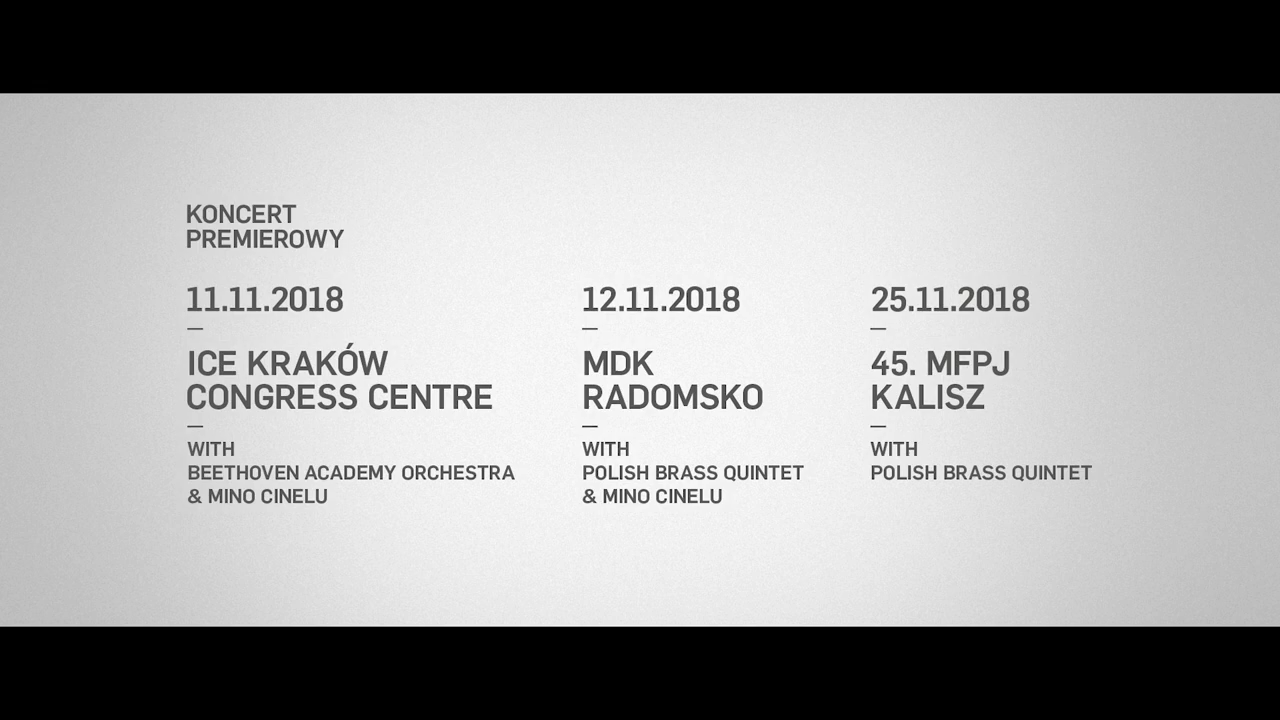 KONCERT
PREMIEROWY
11.11.2018
—
ICE KRAKÓW
CONGRESS CENTRE
—
WITH
BEETHOVEN ACADEMY ORCHESTRA
& MINO CINELU
12.11.2018
—
MDK
RADOMSKO
—
WITH
POLISH BRASS QUINTET
& MINO CINELU
25.11.2018
—
45. MFPJ
KALISZ
—
WITH
POLISH BRASS QUINTET